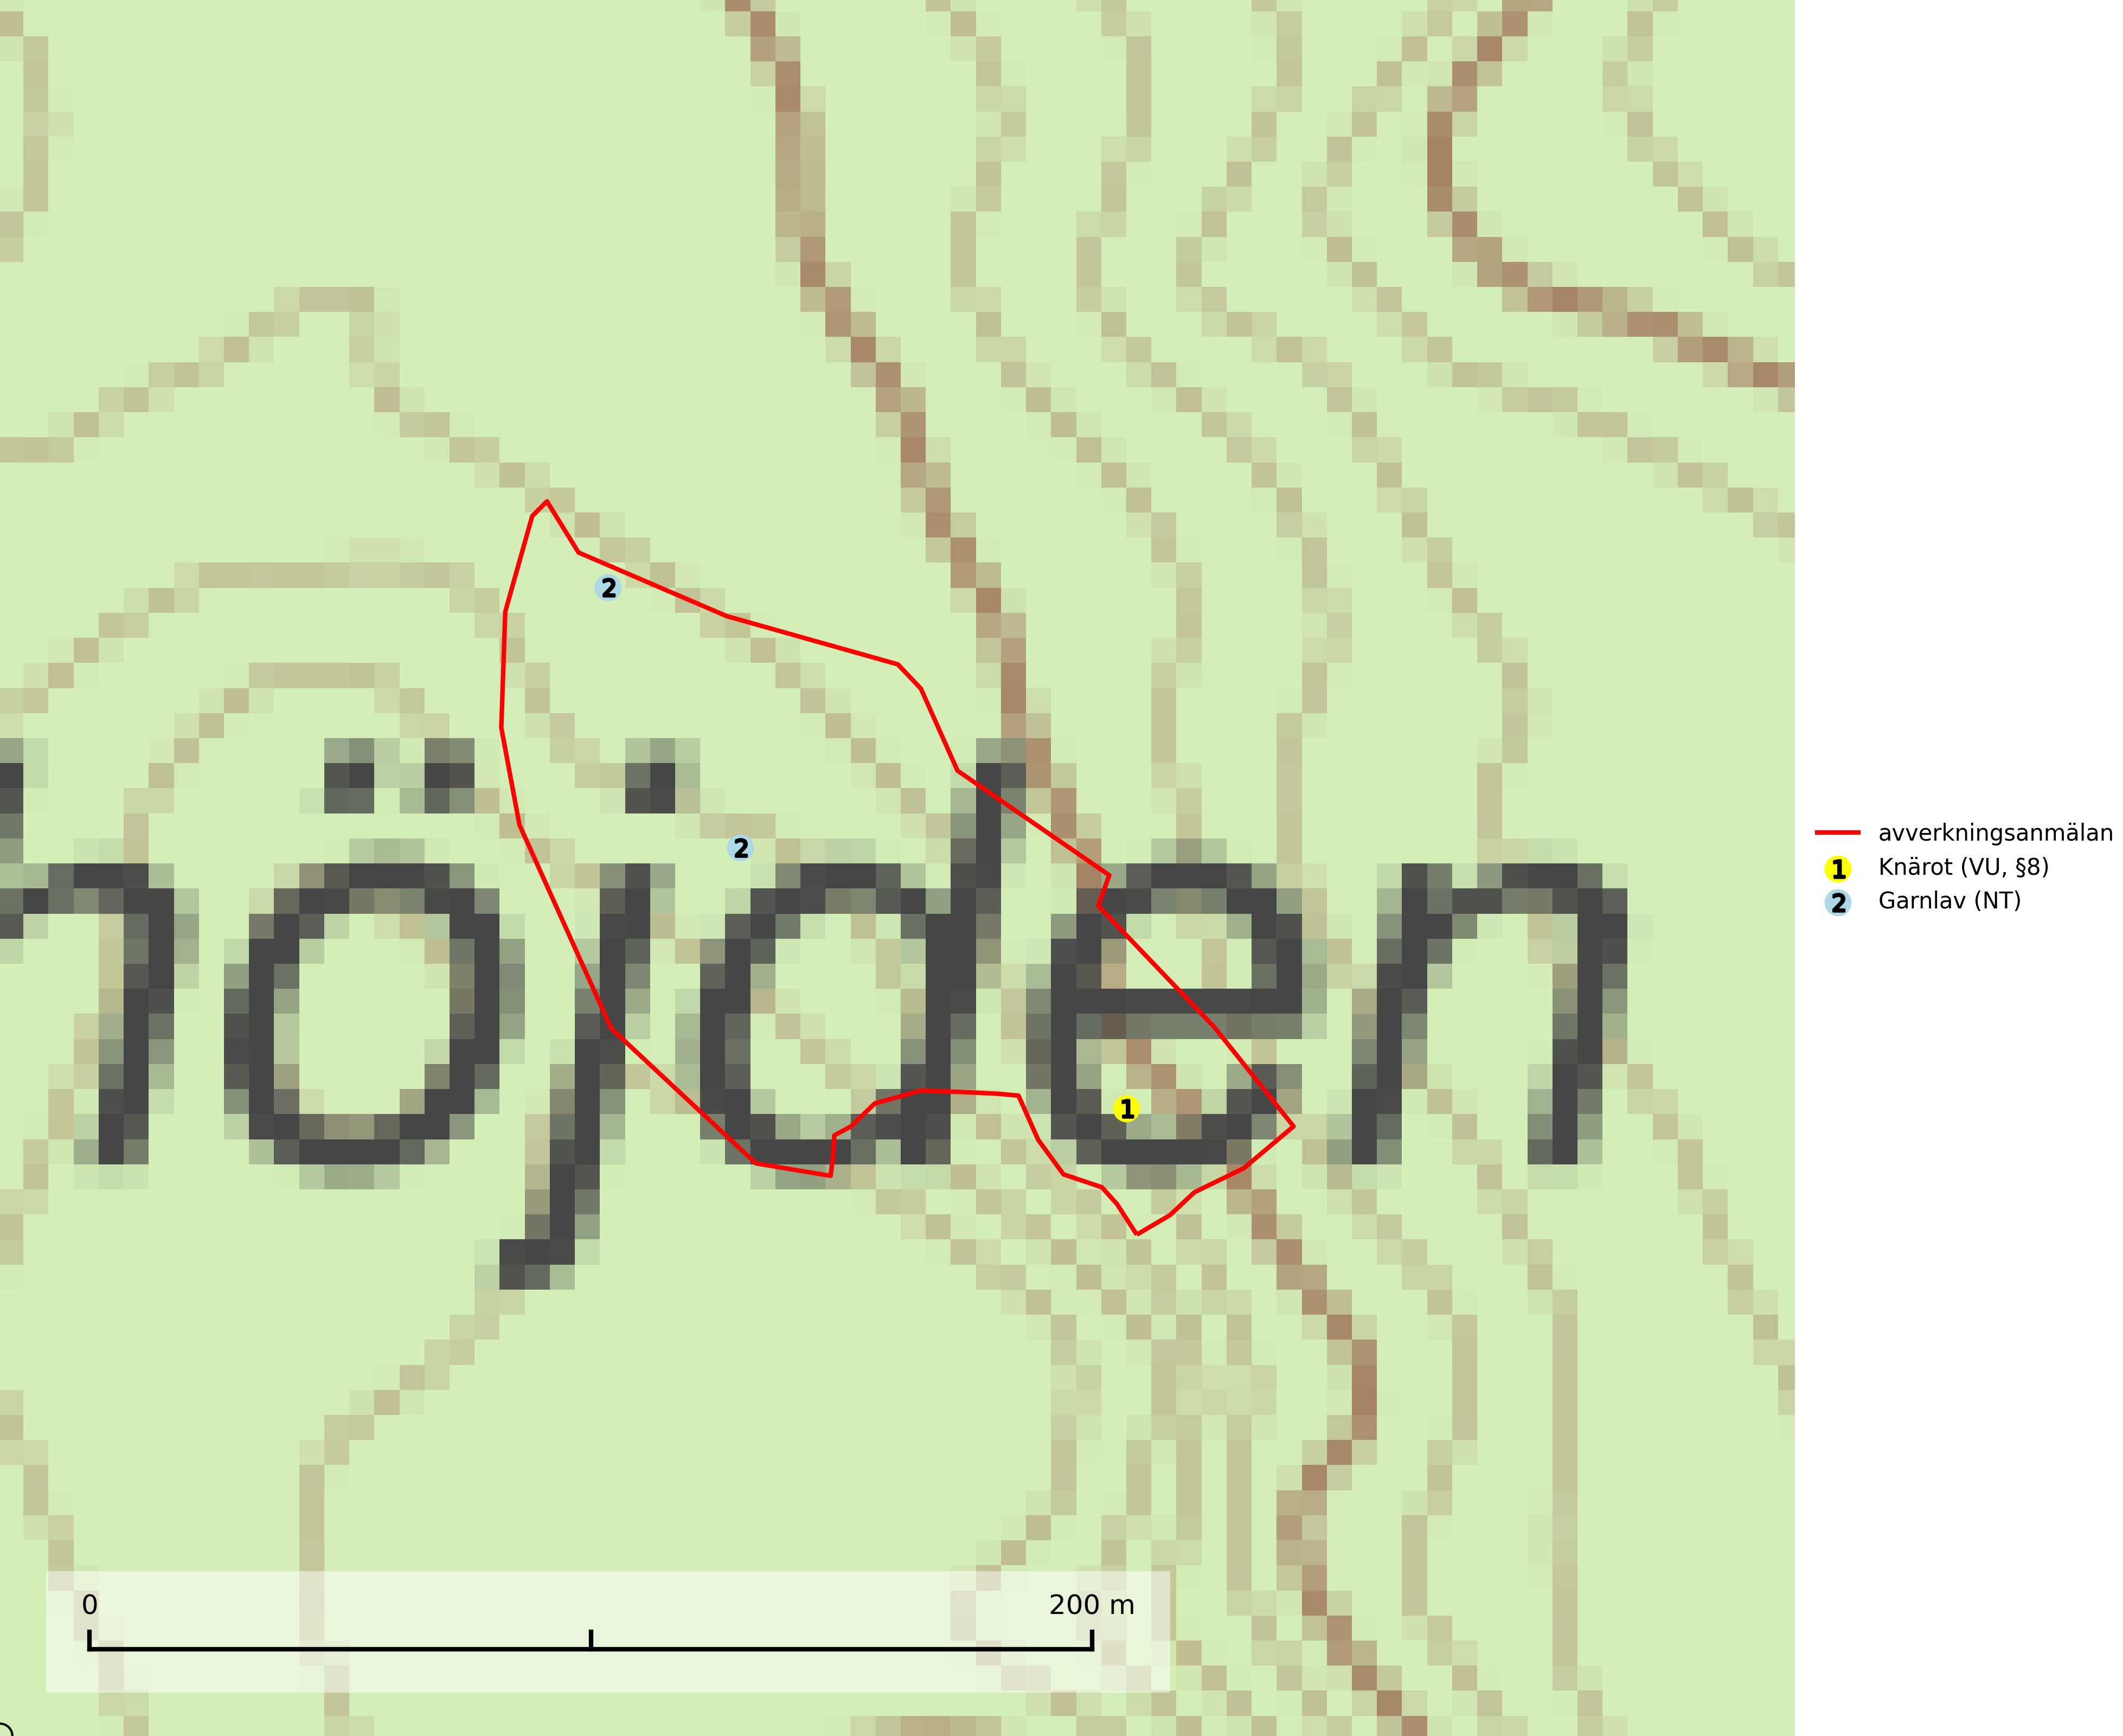 nöjden
avverkningsanmälan
1 Knärot (VU, §8)
2 Garnlav (NT)
2
2
1
0 200 m